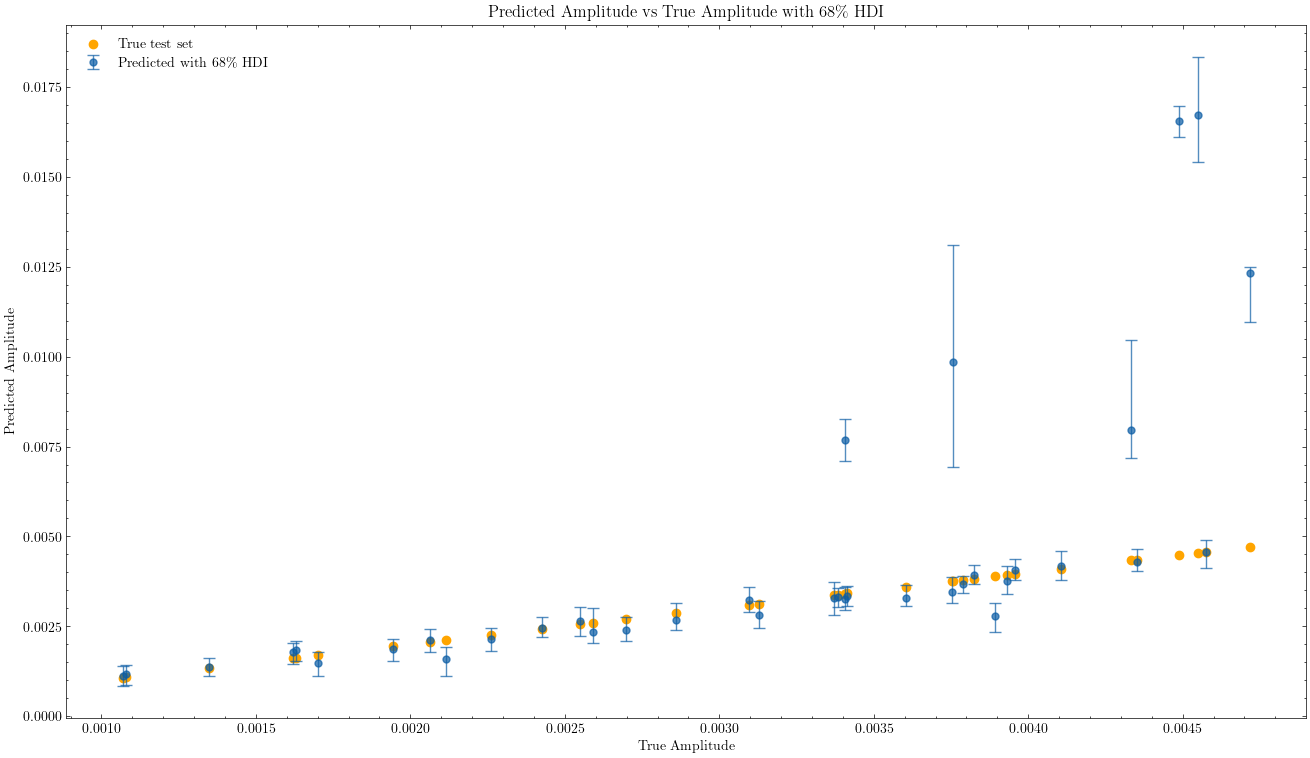 Predicted Amplitude vs True Amplitude with 68% HDI
True test set
Predicted with 68% HDI
Predicted Amplitude
0.0175
0.0150
0.0125
0.0100
0.0075
0.0050
0.0025
0.0000
0.0010 0.0015 0.0020 0.0025 0.0030 0.0035 0.0040 0.0045
True Amplitude